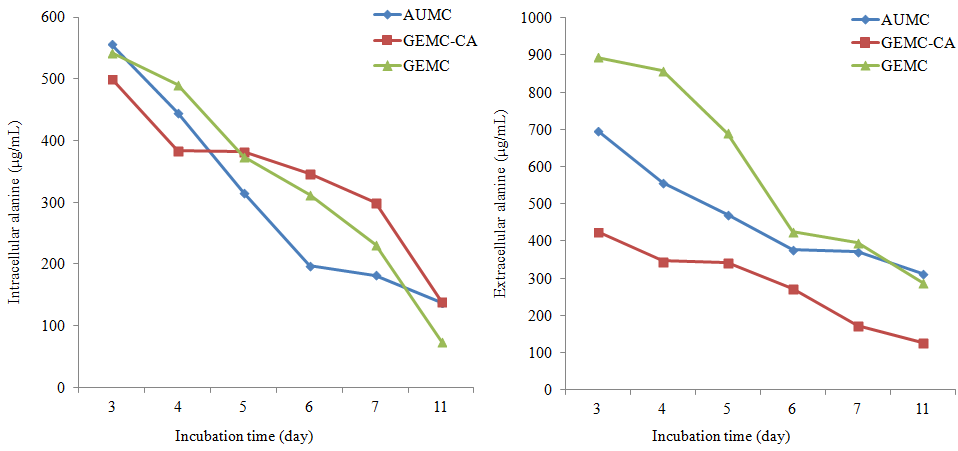 AUMC
GEMC-CA
GEMC
600
500
400
300
200
100
0
Intracellular alanine (µg/mL)
3 4 5 6 7 11
Incubation time (day)
AUMC
GEMC-CA
GEMC
1000
900
800
700
600
500
400
300
200
100
0
Extracellular alanine (µg/mL)
3 4 5 6 7 11
Incubation time (day)